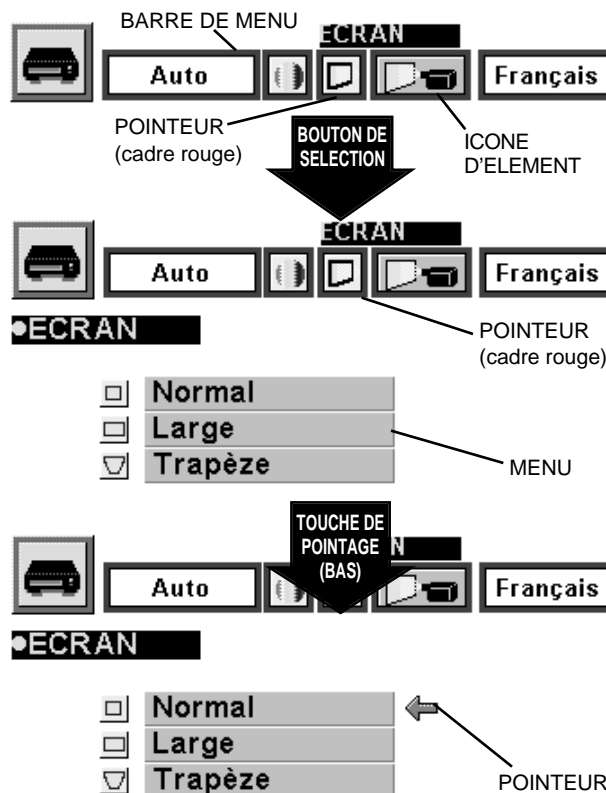 BARRE DE MENU
ECRAN
Auto
Français
POINTEUR
(cadre rouge)
BOUTON DE
SELECTION
ICONE
D'ELEMENT
ECRAN
Auto
Français
●ECRAN
POINTEUR
(cadre rouge)
Normal
Large
Trapèze
MENU
TOUCHE DE
POINTAGE
(BAS)
N
Auto
Français
●ECRAN
Normal
Large
Trapèze
POINTEUR